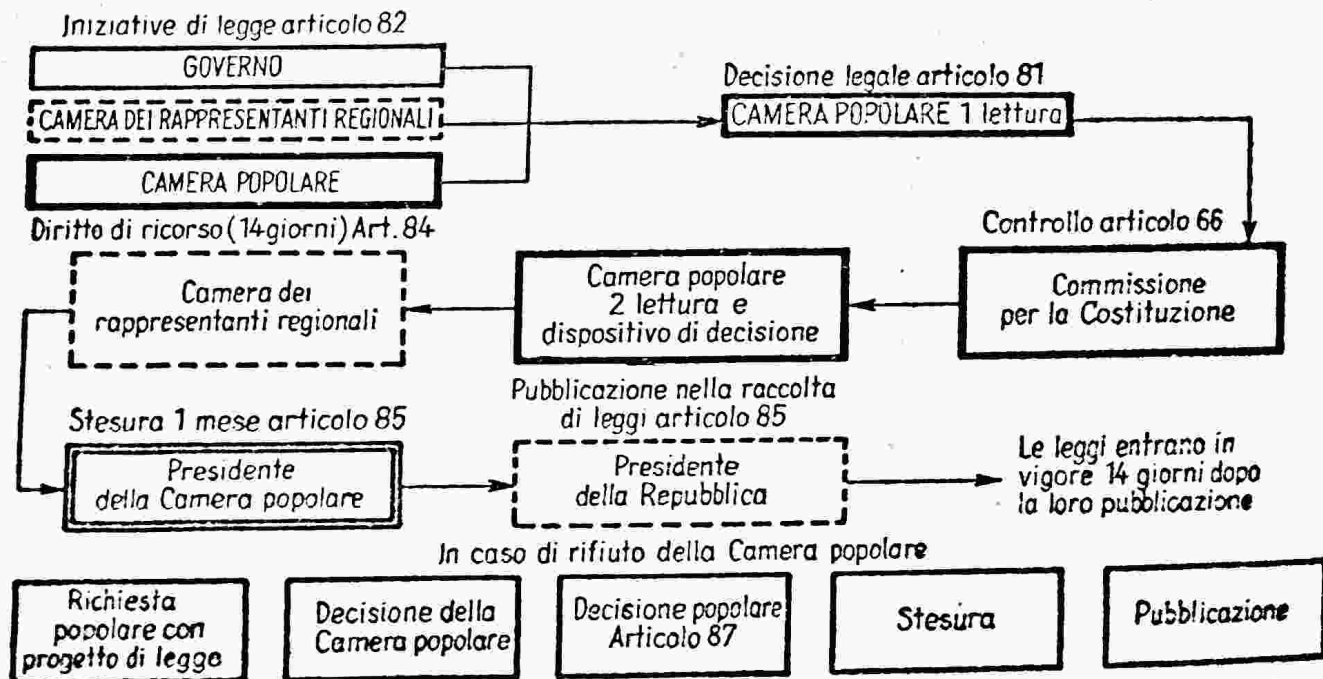 Iniziative di legge articolo 82
GOVERNO
CAMERA DEI RAPPRESENTANTI REGIONALI
CAMERA POPOLARE
Decisione legale articolo 81
CAMERA POPOLARE 1 lettura
Controllo articolo 66
Commissione
per la Costituzione
Camera popolare
2 lettura e
dispositivo di decisione
Diritto di ricorso (14 giorni) Art. 84
Camera dei
rappresentanti regionali
Stesura 1 mese articolo 85
Presidente
della Camera popolare
Pubblicazione nella raccolta
di leggi articolo 85
Presidente
della Repubblica
Le leggi entrano in
vigore 14 giorni dopo
la loro pubblicazione
In caso di rifiuto della Camera popolare
Richiesta
popolare con
progetto di legge
Decisione della
Camera popolare
Decisione popolare
Articolo 87
Stesura
Pubblicazione